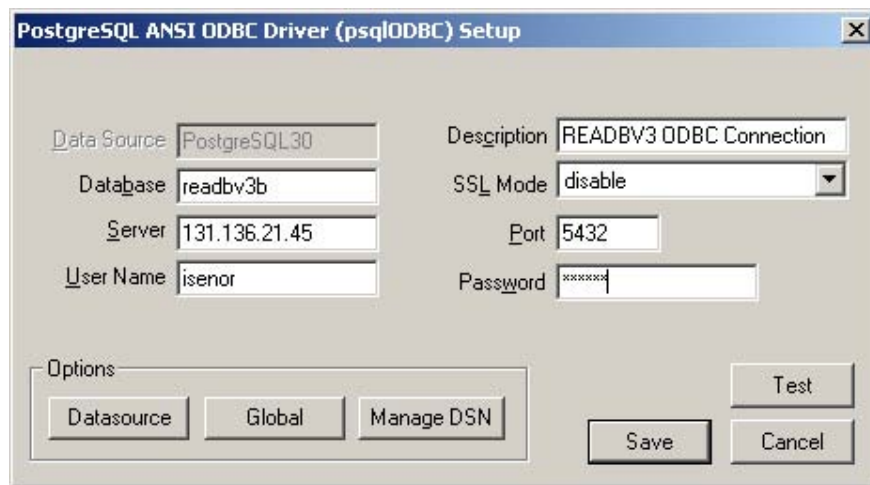 PostgreSQL ANSI ODBC Driver (psqlODBC) Setup
Data Source PostgreSQL30
Description READBV3 ODBC Connection
Database readbv3b
SSL Mode disable
Server 131.136.21.45
Port 5432
User Name isenor
Password ******
Options
Datasource Global Manage DSN
Test
Save Cancel